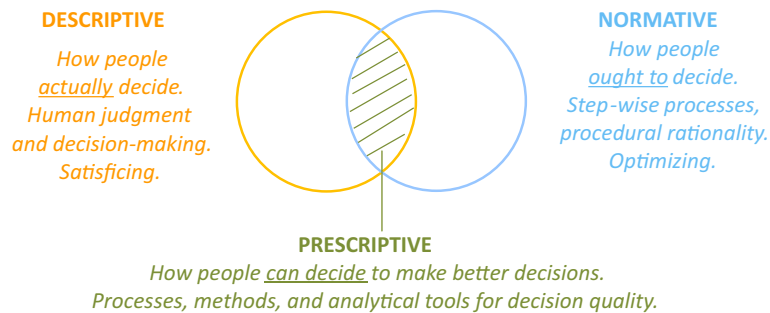 DESCRIPTIVE
How people
actually decide.
Human judgment
and decision-making.
Satisficing.
NORMATIVE
How people
ought to decide.
Step-wise processes,
procedural rationality.
Optimizing.
PRESCRIPTIVE
How people can decide to make better decisions.
Processes, methods, and analytical tools for decision quality.